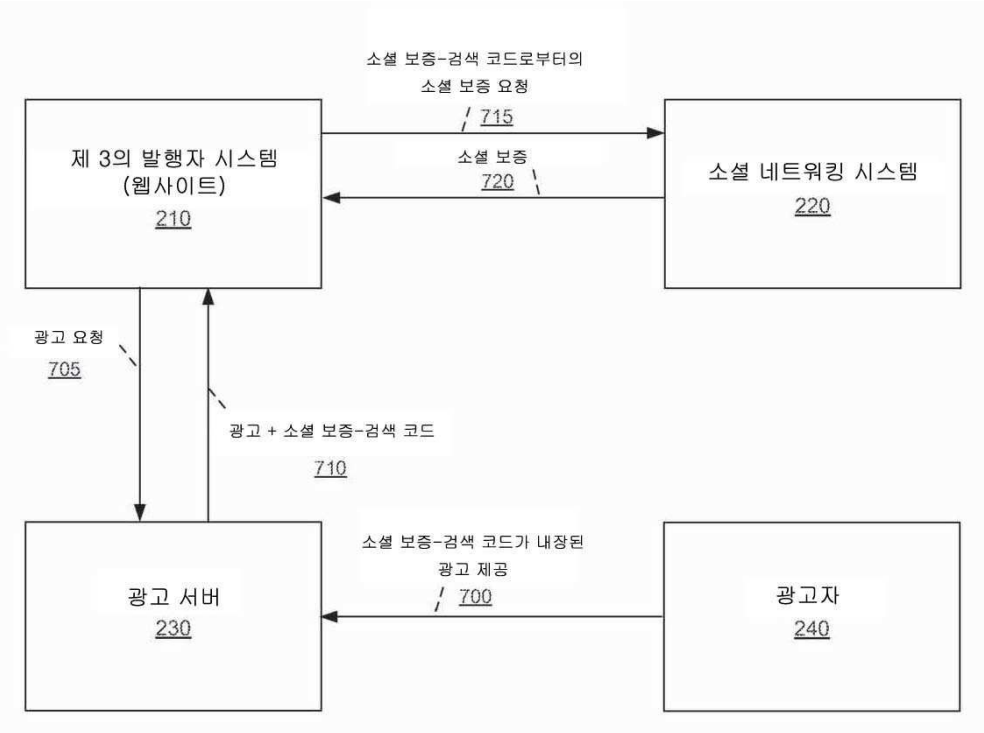 소셜 보증-검색 코드로부터의
소셜 보증 요청
715
제 3의 발행자 시스템
(웹사이트)
210
소셜 보증
720
소셜 네트워킹 시스템
220
광고 요청
705
광고 + 소셜 보증-검색 코드
710
소셜 보증-검색 코드가 내장된
광고 제공
700
광고 서버
230
광고자
240